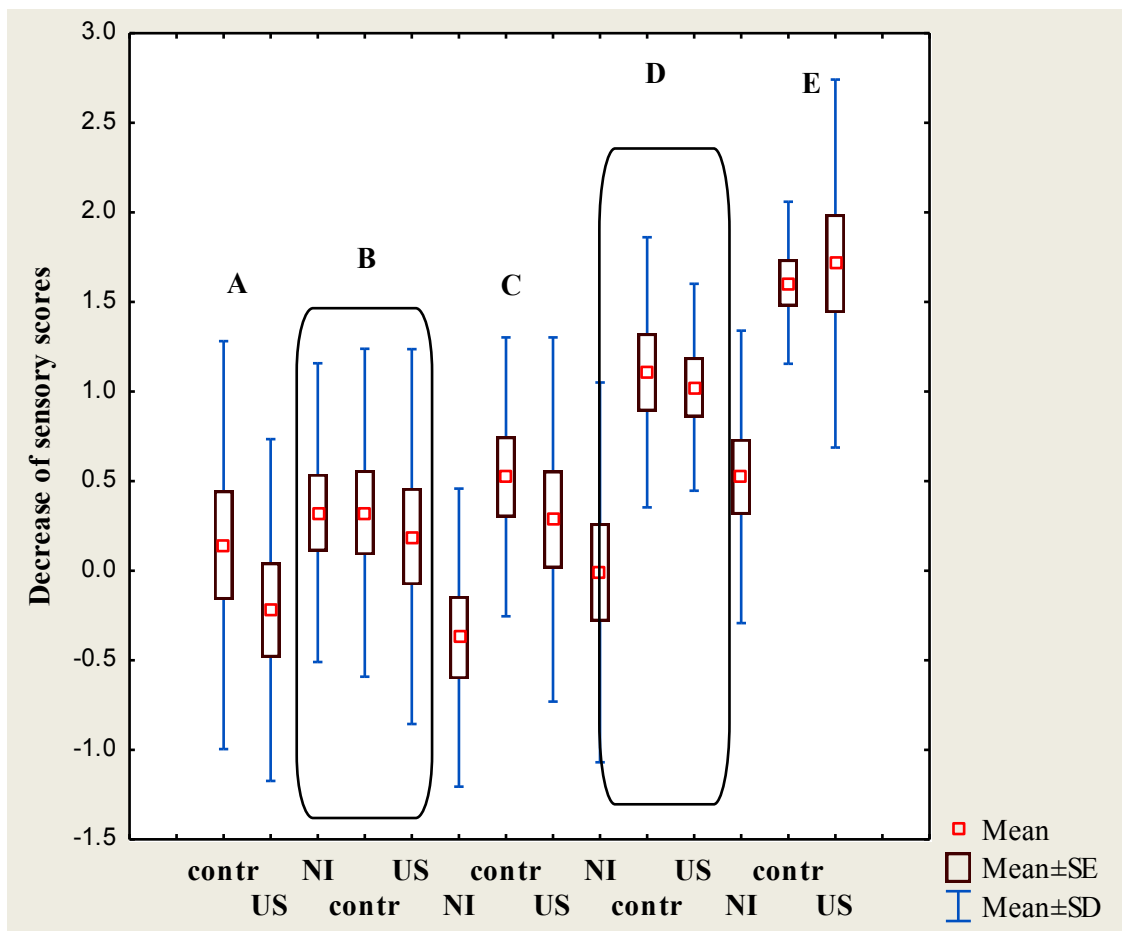 Decrease of sensory scores
3.0
2.5
2.0
1.5
1.0
0.5
0.0
-0.5
-1.0
-1.5
A
B
C
D
E
contr
US
NI
contr
US
NI
contr
US
NI
contr
US
NI
contr
US
Mean
Mean±SE
Mean±SD